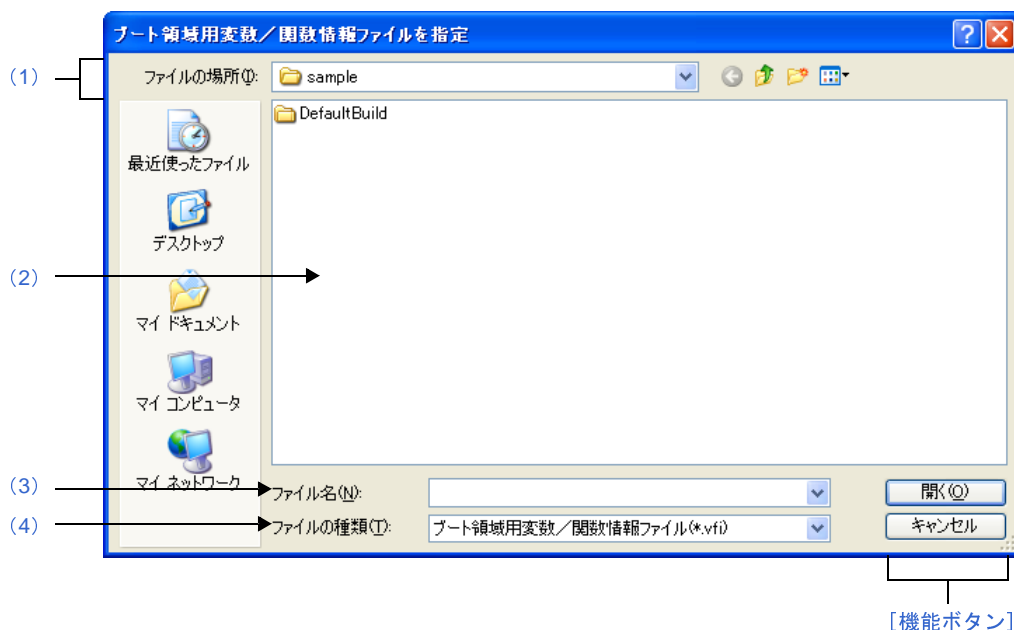 ブート領域用変数／関数情報ファイルを指定
(1)
ファイルの場所(I):
sample
DefaultBuild
最近使ったファイル
デスクトップ
(2)
マイ ドキュメント
マイ コンピュータ
マイ ネットワーク
(3)
ファイル名(N):
開く(O)
(4)
ファイルの種類(T):
ブート領域用変数／関数情報ファイル(*.vfi)
キャンセル
[機能ボタン]